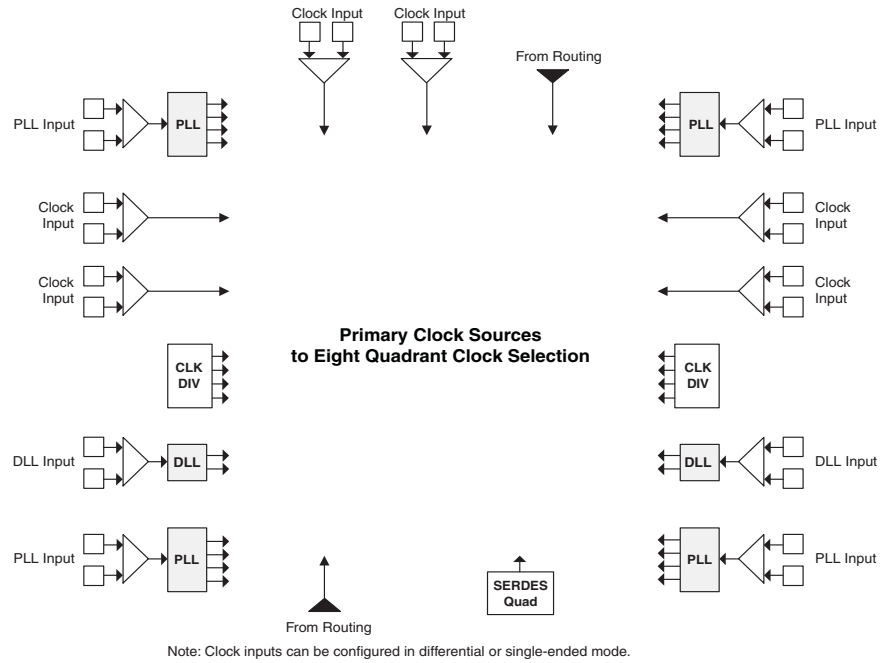 Clock Input Clock Input
From Routing
PLL Input PLL PLL PLL Input
Clock
Input
Clock
Input
Clock
Input
Clock
Input
Primary Clock Sources
to Eight Quadrant Clock Selection
CLK
DIV
CLK
DIV
DLL Input DLL DLL DLL Input
PLL Input PLL PLL PLL Input
SERDES
Quad
From Routing
Note: Clock inputs can be configured in differential or single-ended mode.